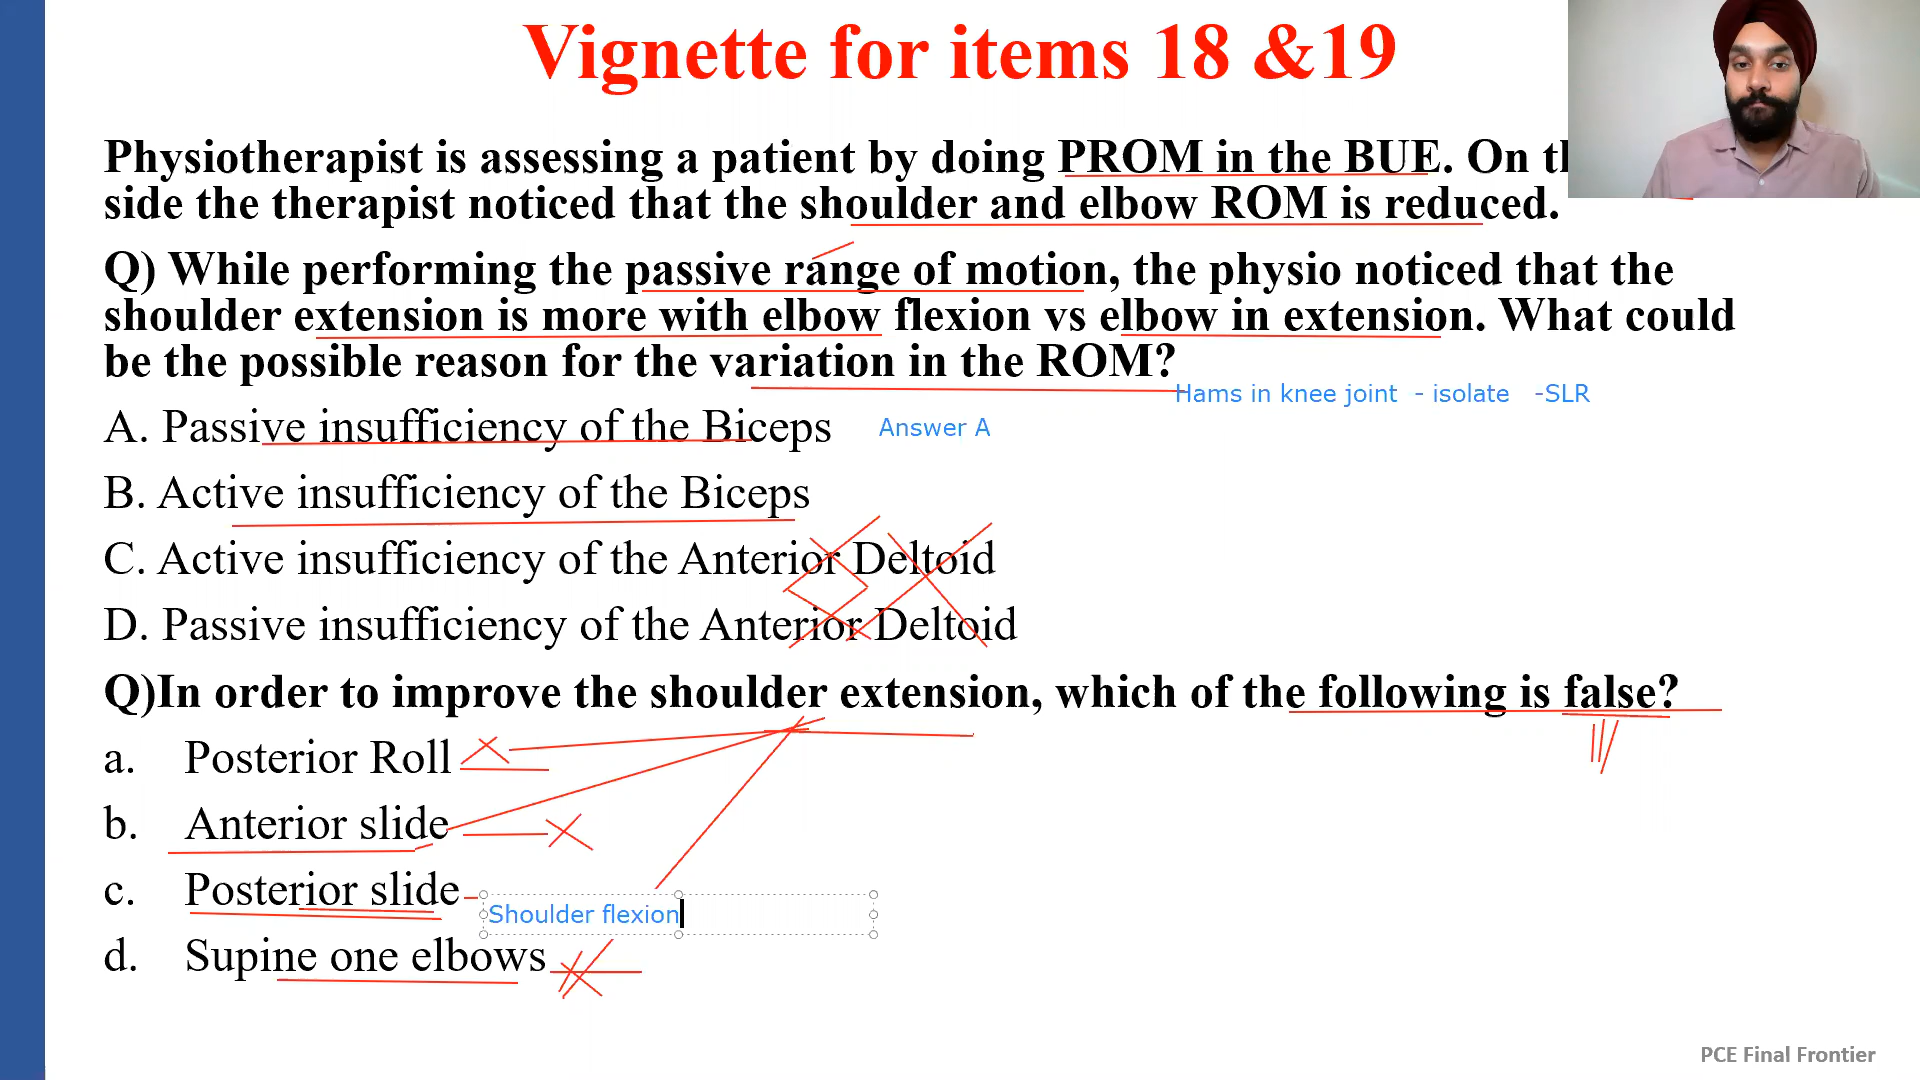 Vignette for items 18 &19
Physiotherapist is assessing a patient by doing PROM in the BUE. On
side the therapist noticed that the shoulder and elbow ROM is reduced.
Q) While performing the passive range of motion, the physio noticed that the
shoulder extension is more with elbow flexion vs elbow in extension. What could
be the possible reason for the variation in the ROM?
Hams in knee joint - isolate -SLR
A. Passive insufficiency of the Biceps Answer A
B. Active insufficiency of the Biceps
C. Active insufficiency of the Anterior Deltoid
D. Passive insufficiency of the Anterior Deltoid
Q)In order to improve the shoulder extension, which of the following is false?
a. Posterior Roll
b. Anterior slide
c. Posterior slide
Shoulder flexion
d. Supine one elbows
PCE Final Frontier